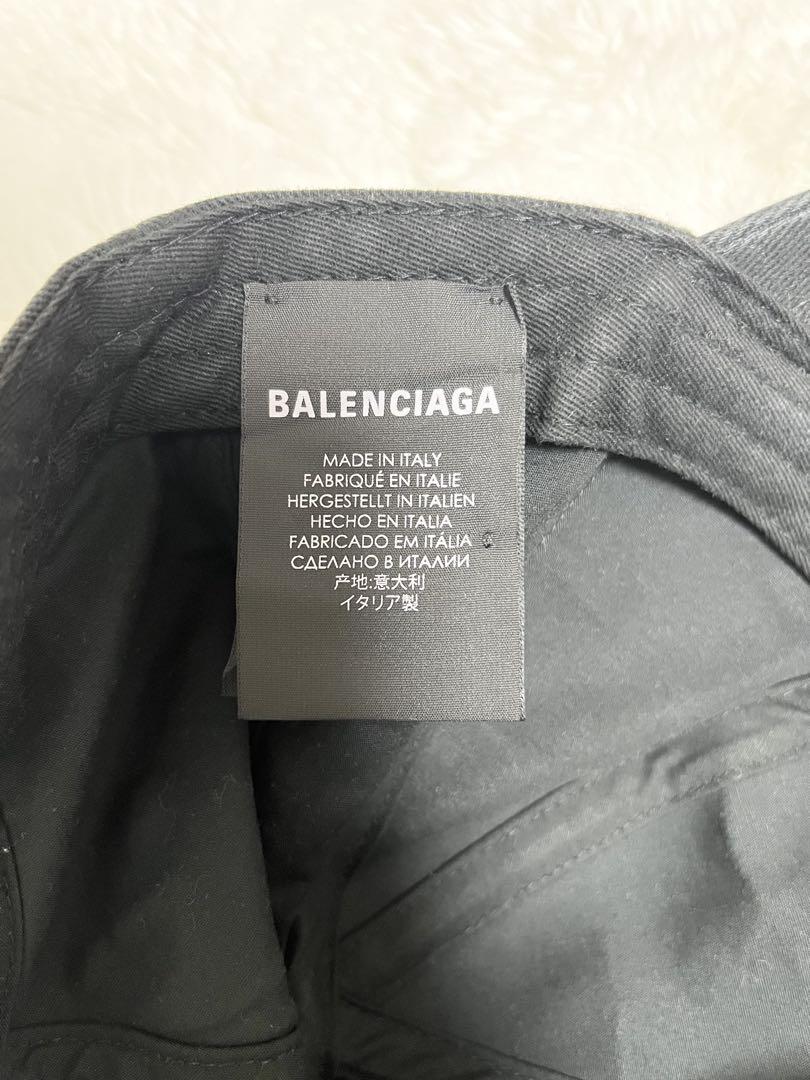 BALENCIAGA
MADE IN ITALY
FABRIQUÉ EN ITALIE
HERGESTELLT IN ITALIEN
HECHO EN ITALIA
FABRICADO EM ITÁLIA
СДЕЛАНО В ИТАЛИИ
产地:意大利
イタリア製